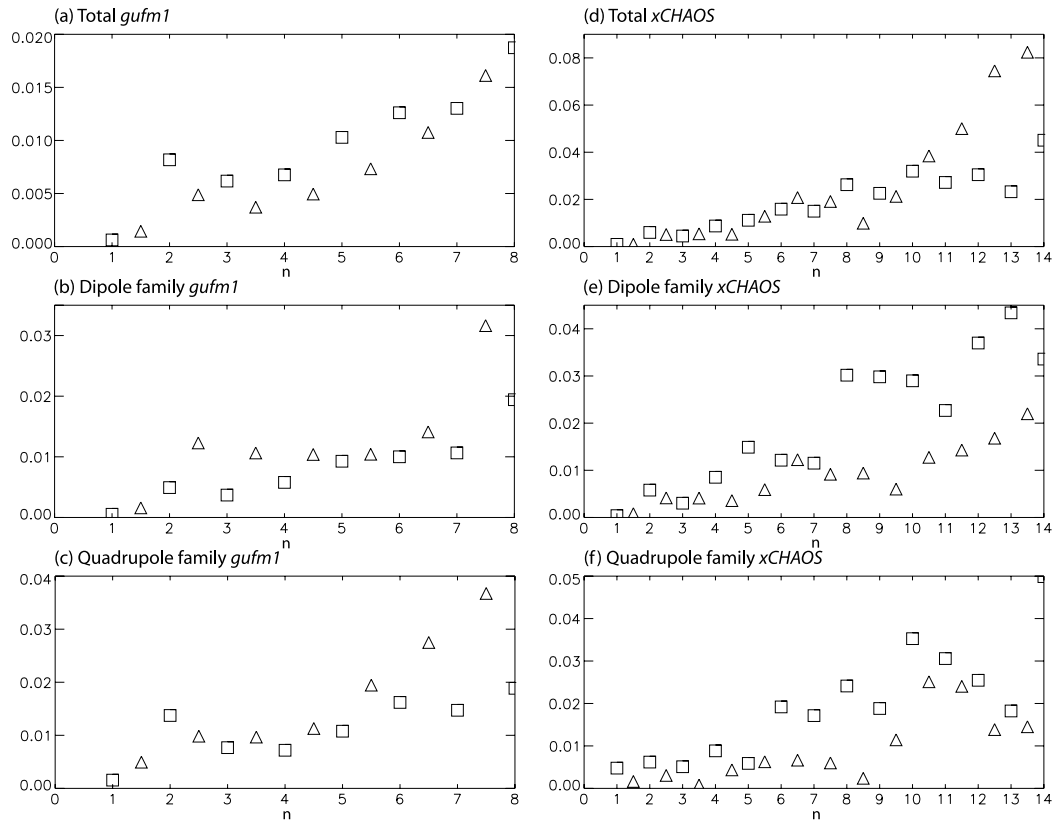 (a) Total gufm1
0.020
0.015
0.010
0.005
0.000
0 1 2 3 4 5 6 7 8
n
(b) Dipole family gufm1
0.03
0.02
0.01
0.00
0 1 2 3 4 5 6 7 8
n
(c) Quadrupole family gufm1
0.04
0.03
0.02
0.01
0.00
0 1 2 3 4 5 6 7 8
n
(d) Total xCHAOS
0.08
0.06
0.04
0.02
0.00
0 1 2 3 4 5 6 7 8 9 10 11 12 13 14
n
(e) Dipole family xCHAOS
0.04
0.03
0.02
0.01
0.00
0 1 2 3 4 5 6 7 8 9 10 11 12 13 14
n
(f) Quadrupole family xCHAOS
0.05
0.04
0.03
0.02
0.01
0.00
0 1 2 3 4 5 6 7 8 9 10 11 12 13 14
n